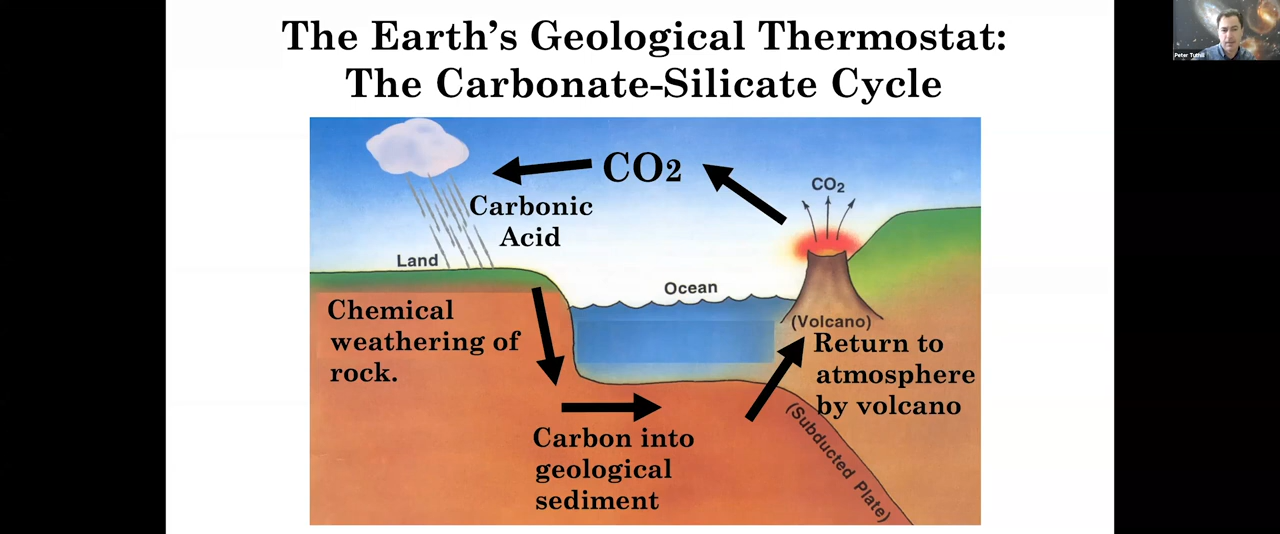 The Earth's Geological Thermostat:
The Carbonate-Silicate Cycle
Peter Tuthill
CO2
CO2
Carbonic
Acid
Land
Ocean
Chemical
weathering of
rock.
(Volcano)
Return to
atmosphere
by volcano
(Subducted Plate)
Carbon into
geological
sediment